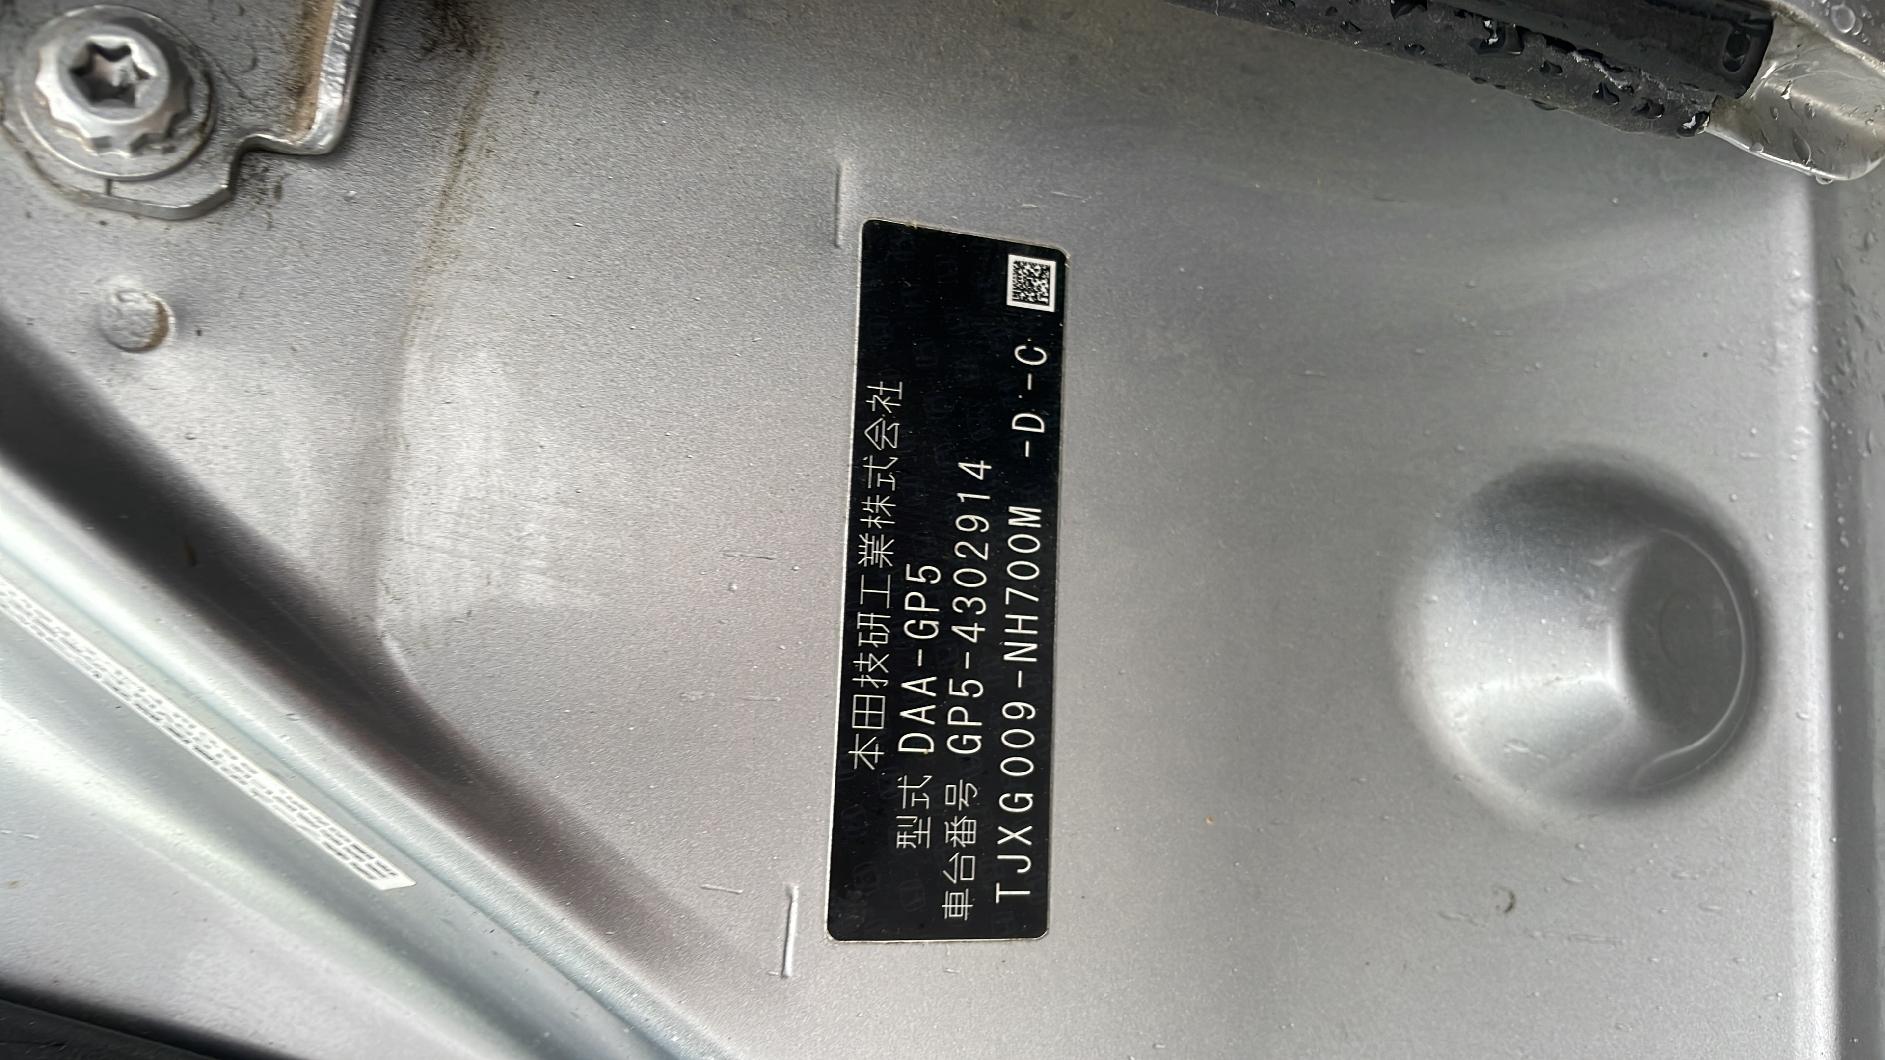 本田技研工業株式会社
型式 DAA-GP5
車台番号 GP5-4302914
TJXG009-NH700M -D -C